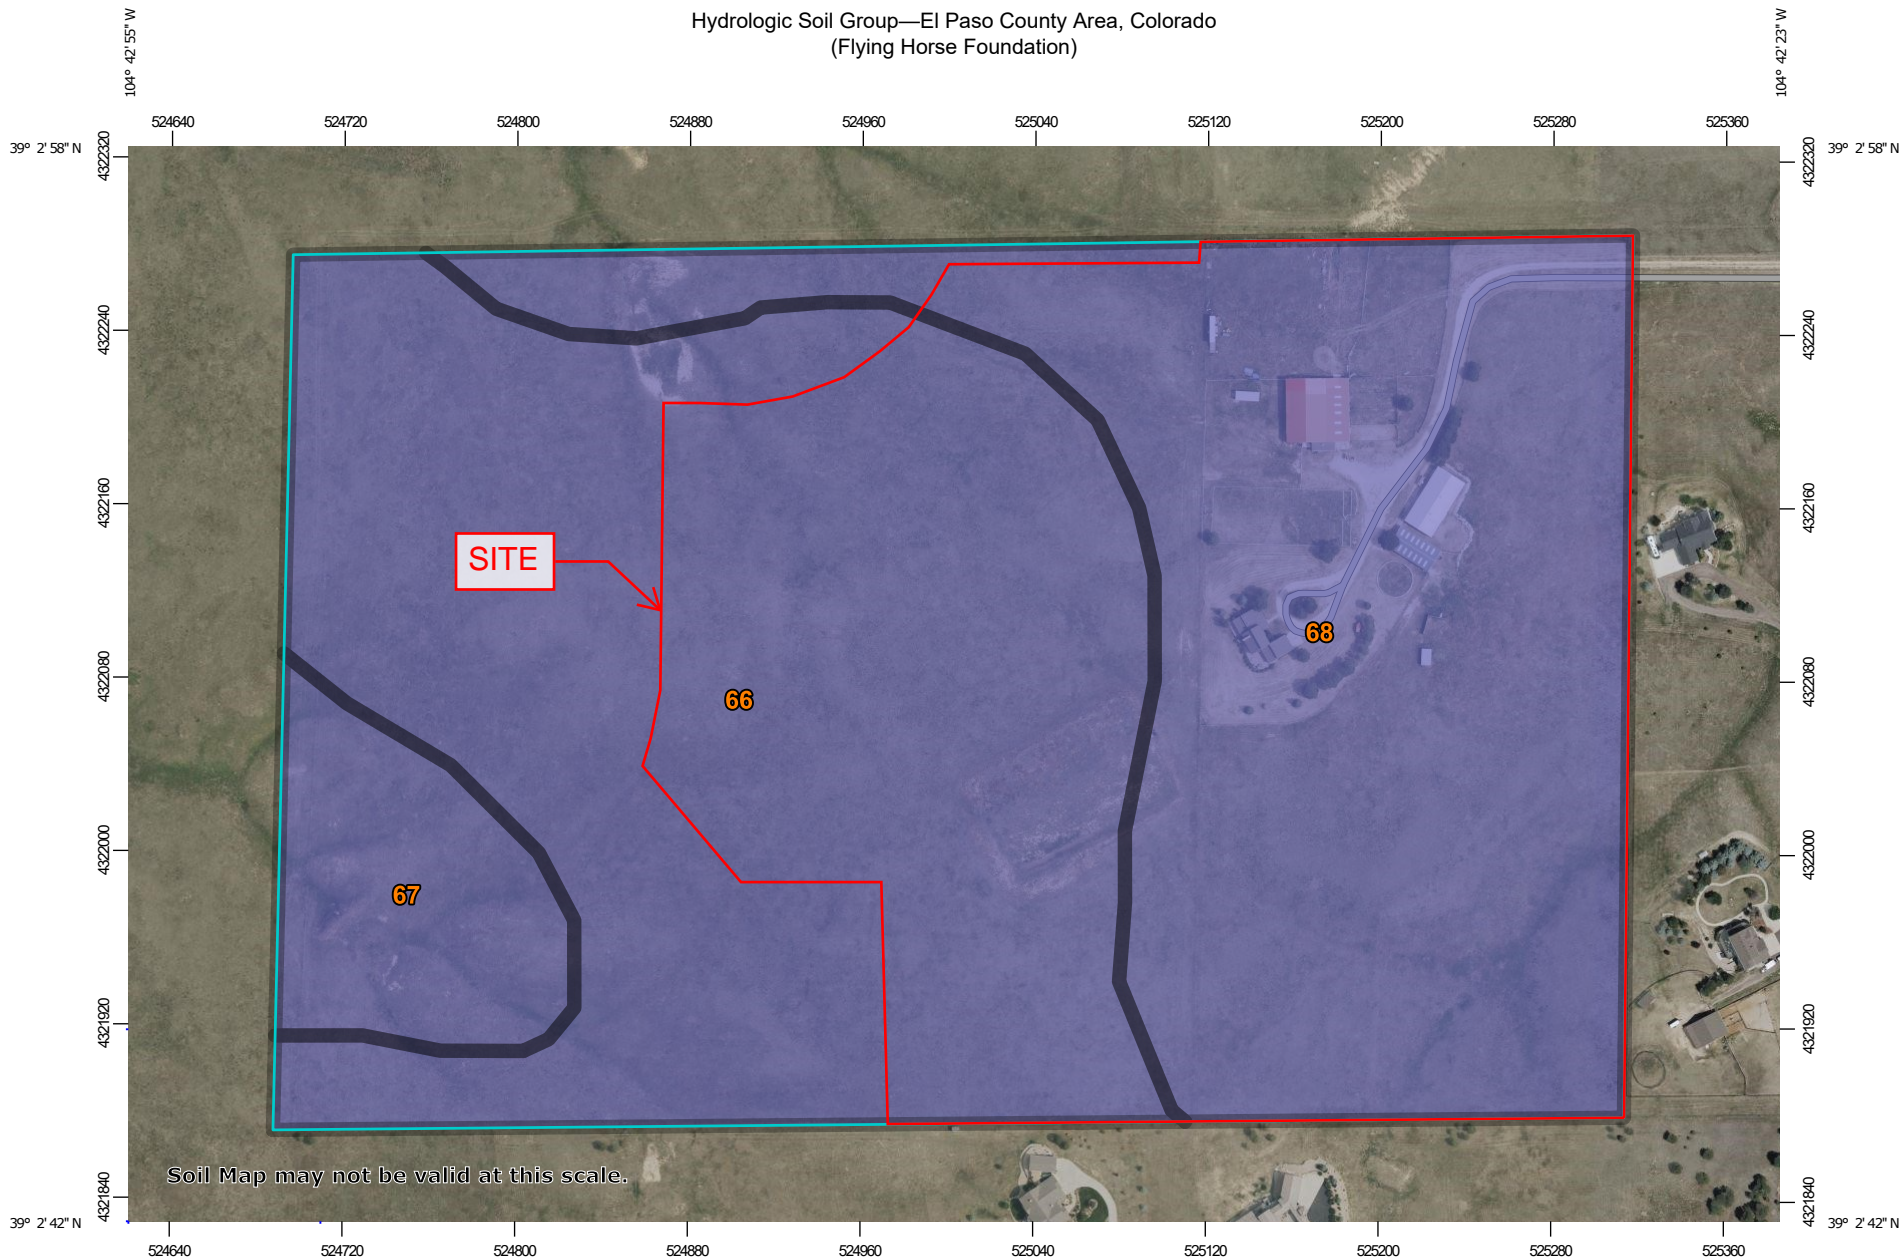 Hydrologic Soil Group—El Paso County Area, Colorado
(Flying Horse Foundation)
104° 42' 55" W
104° 42' 23" W
524640 524720 524800 524880 524960 525040 525120 525200 525280 525360
39° 2' 58" N
39° 2' 58" N
4322320
4322320
4322240
4322240
4322160
4322160
SITE
68
4322080
4322080
66
4322000
4322000
67
4321920
4321920
Soil Map may not be valid at this scale.
4321840
4321840
39° 2' 42" N
39° 2' 42" N
524640 524720 524800 524880 524960 525040 525120 525200 525280 525360